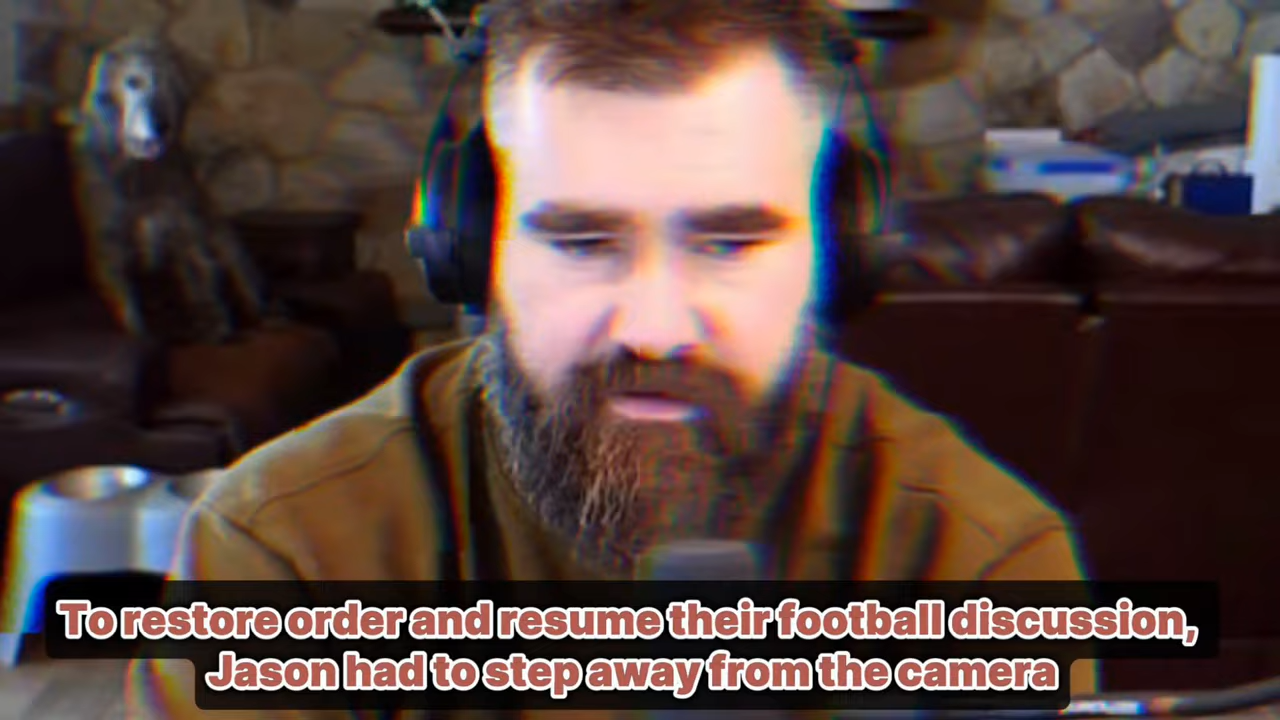 To restore order and resume their football discussion,
Jason had to step away from the camera